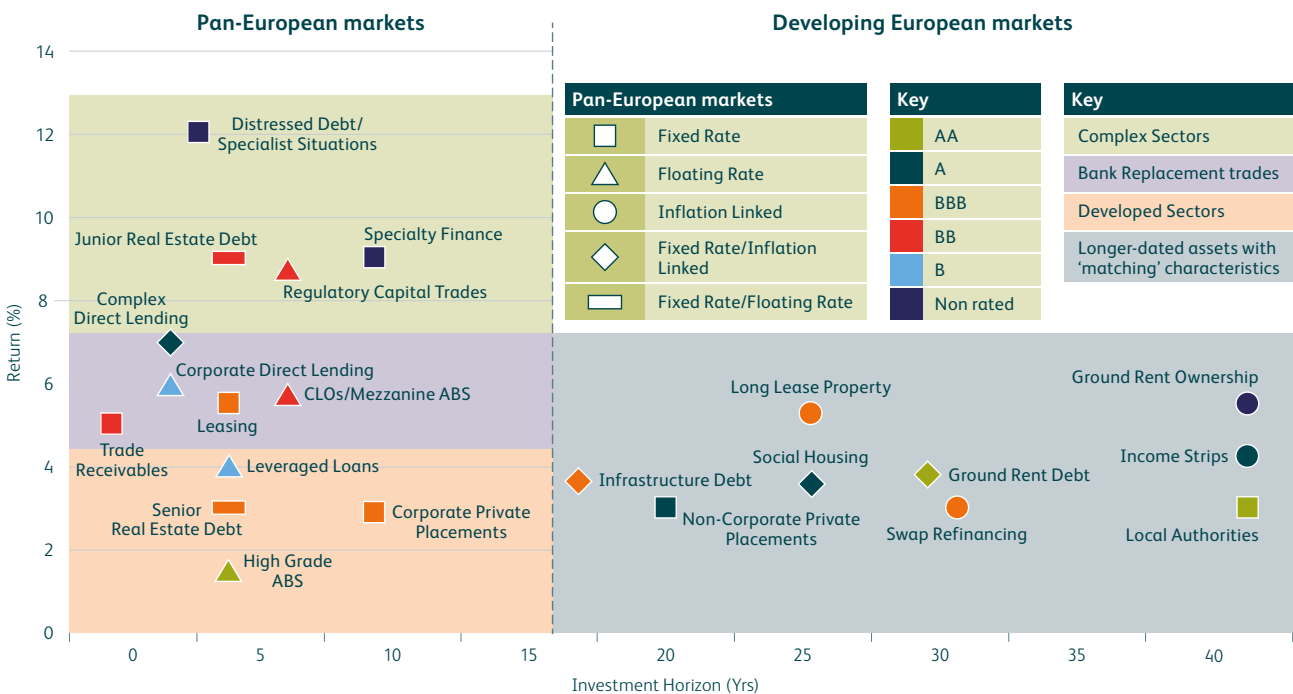 Pan-European markets
Developing European markets
14
12
10
8
6
4
2
0
Return (%)
Distressed Debt/
Specialist Situations
Junior Real Estate Debt
Specialty Finance
Regulatory Capital Trades
Complex
Direct Lending
Corporate Direct Lending
CLOs/Mezzanine ABS
Leasing
Trade
Receivables
Leveraged Loans
Senior
Real Estate Debt
Corporate Private
Placements
High Grade
ABS
Pan-European markets
Fixed Rate
Floating Rate
Inflation Linked
Fixed Rate/Inflation
Linked
Fixed Rate/Floating Rate
Key
AA
A
BBB
BB
B
Non rated
Key
Complex Sectors
Bank Replacement trades
Developed Sectors
Longer-dated assets with
‘matching’ characteristics
Long Lease Property
Ground Rent Ownership
Social Housing
Income Strips
Infrastructure Debt
Ground Rent Debt
Non-Corporate Private
Placements
Swap Refinancing
Local Authorities
0
5
10
15
20
25
30
35
40
Investment Horizon (Yrs)